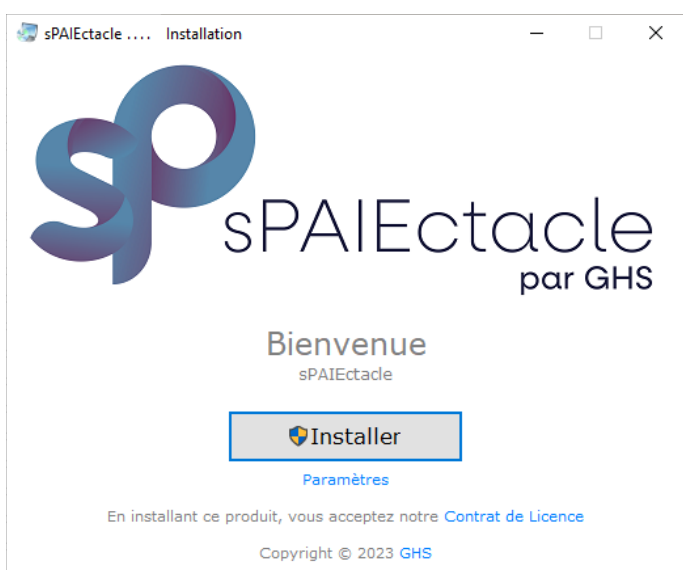 sPAIEctacle .... Installation
sP
sPAIEctacle
par GHS
Bienvenue
sPAIEctacle
Installer
Paramètres
En installant ce produit, vous acceptez notre Contrat de Licence
Copyright © 2023 GHS